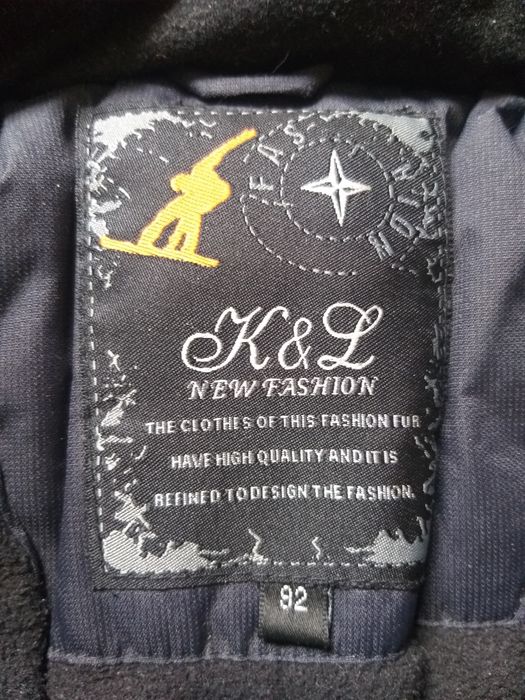 FASHION
K&L
NEW FASHION
THE CLOTHES OF THIS FASHION FUR
HAVE HIGH QUALITY AND IT IS
REFINED TO DESIGN THE FASHION.
92